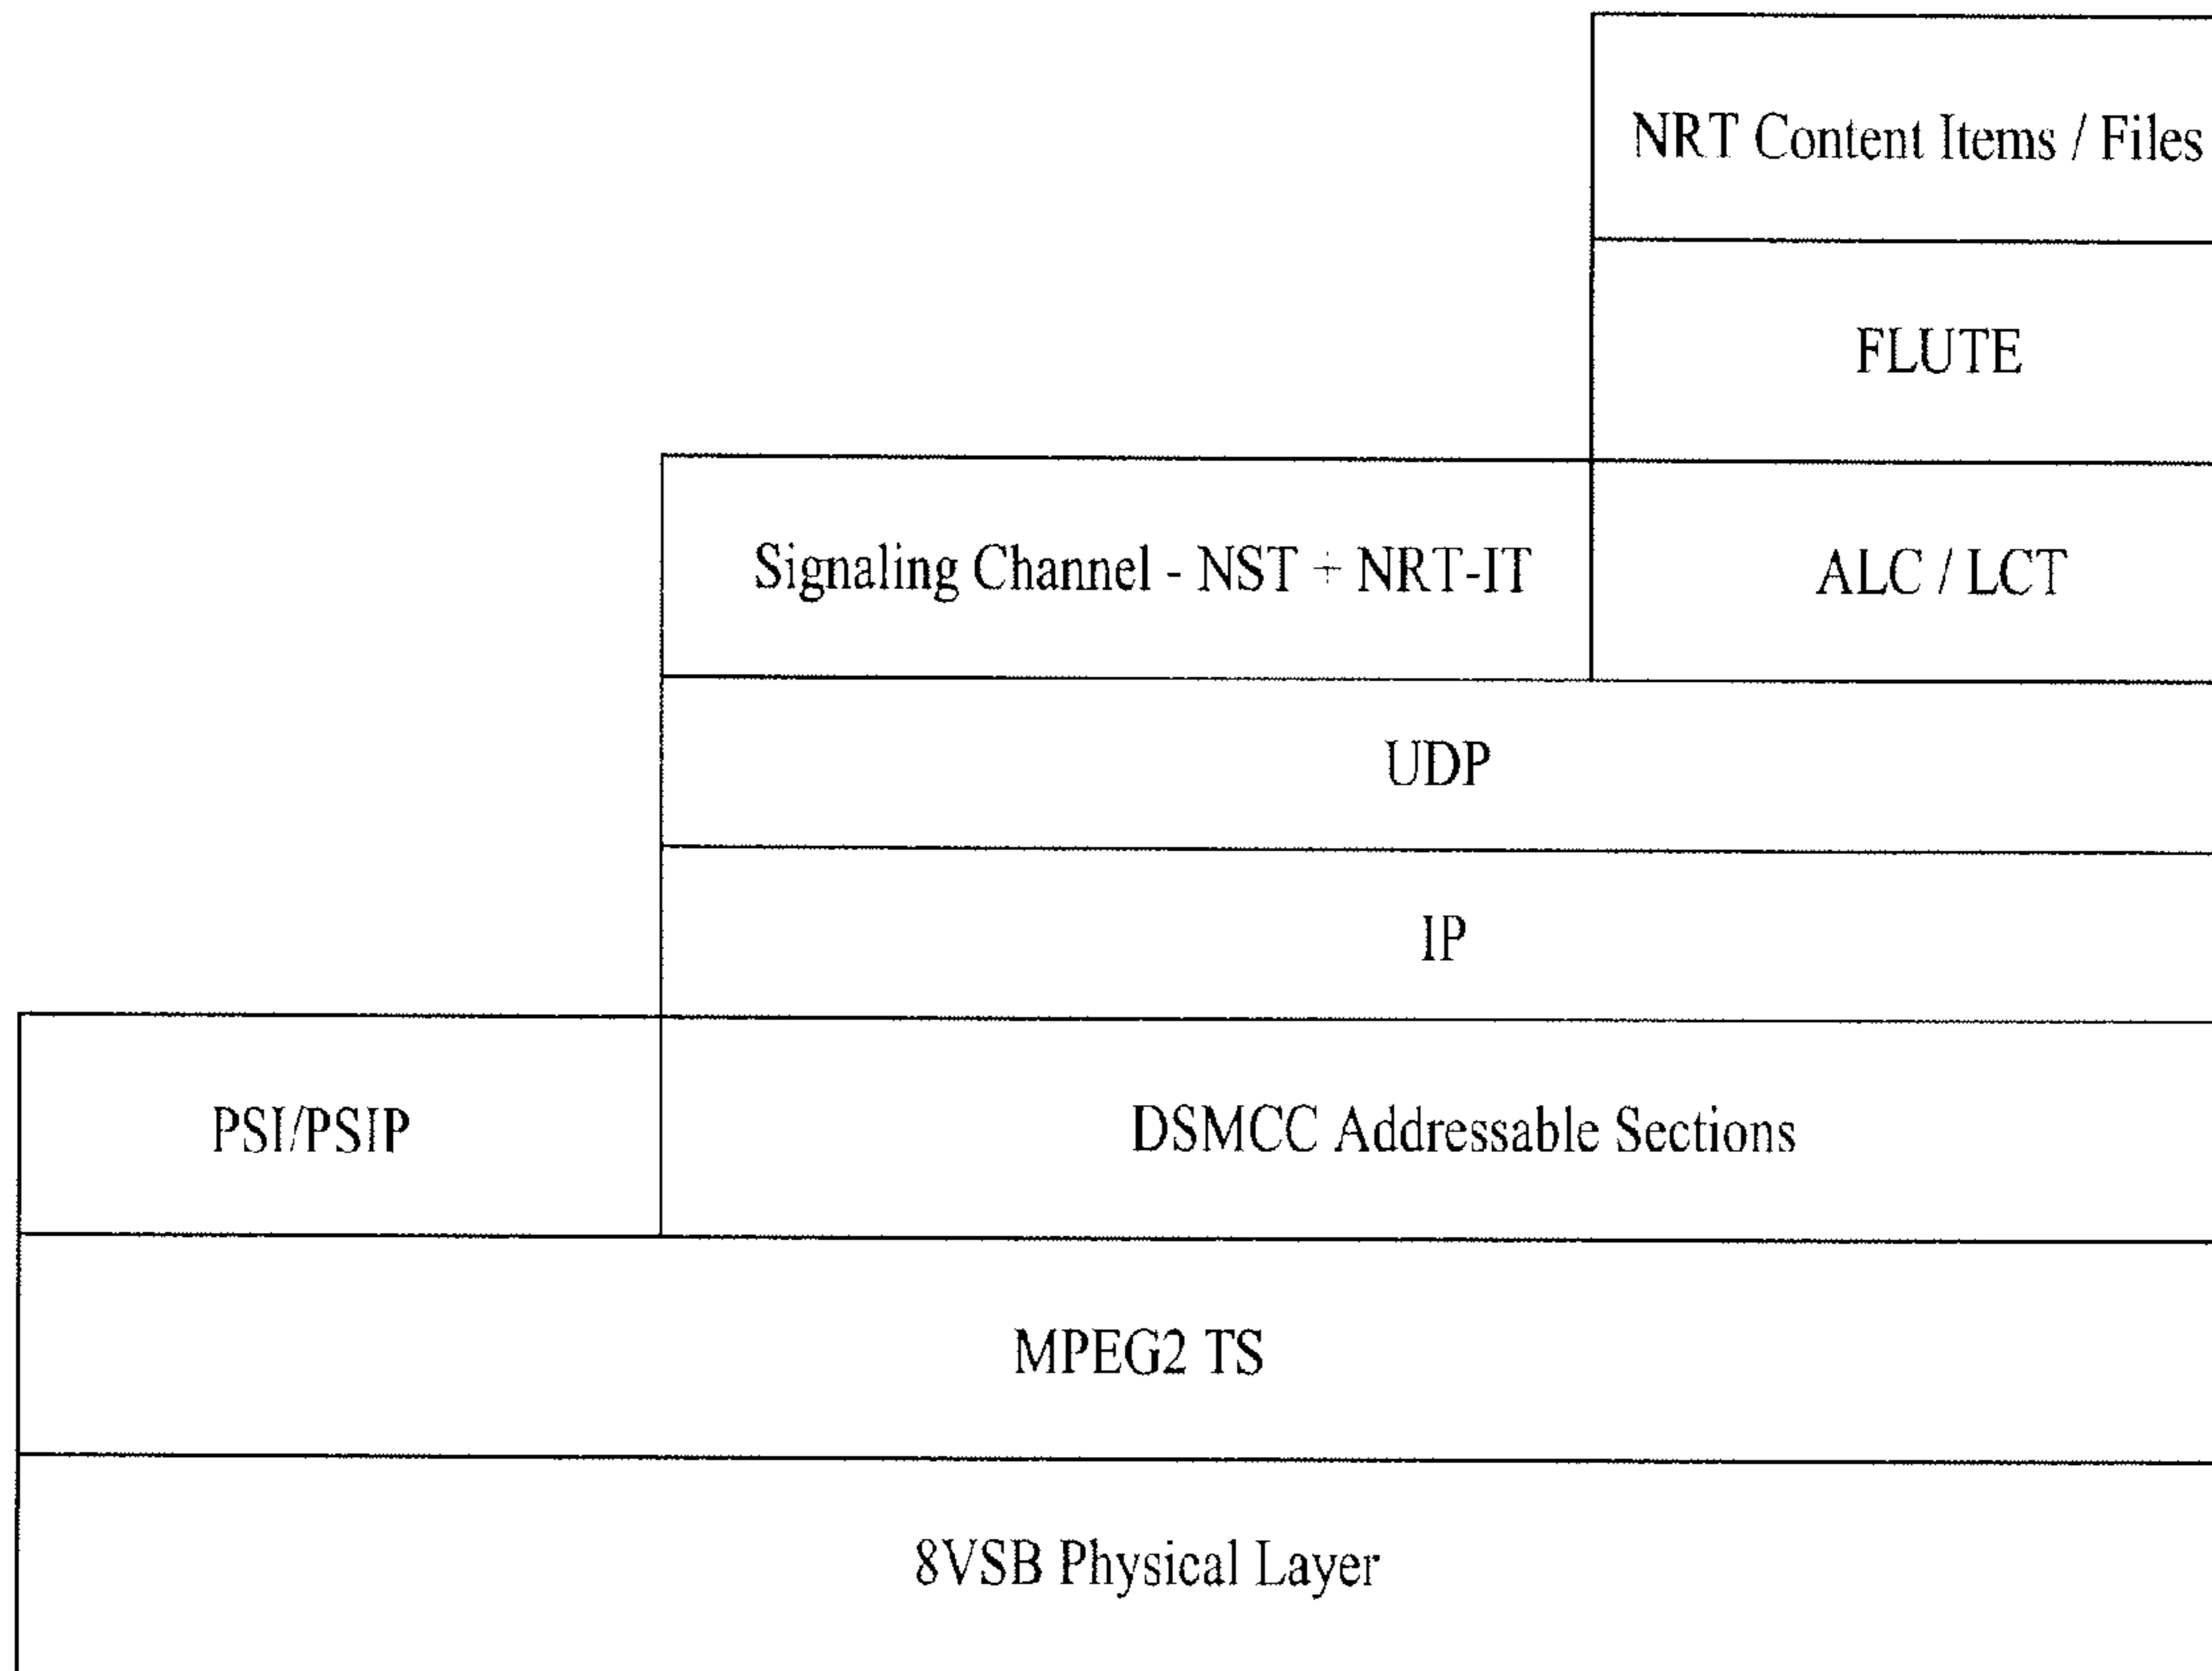 NRT Content Items / Files
FLUTE
Signaling Channel - NST + NRT-IT
ALC / LCT
UDP
IP
PSI/PSIP
DSMCC Addressable Sections
MPEG2 TS
8VSB Physical Layer